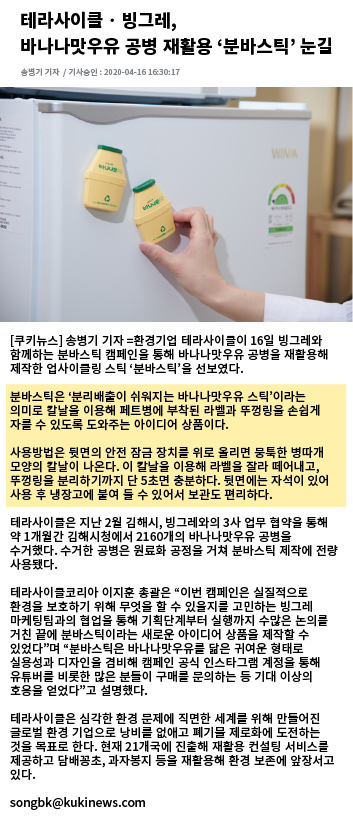 테라사이클 · 빙그레,
바나나맛우유 공병 재활용 ‘분바스틱’ 눈길
송병기 기자 / 기사승인 : 2020-04-16 16:30:17
WINIA
바나나맛
바나나맛
[쿠키뉴스] 송병기 기자 =환경기업 테라사이클이 16일 빙그레와
함께하는 분바스틱 캠페인을 통해 바나나맛우유 공병을 재활용해
제작한 업사이클링 스틱 ‘분바스틱’을 선보였다.
분바스틱은 ‘분리배출이 쉬워지는 바나나맛우유 스틱’이라는
의미로 칼날을 이용해 페트병에 부착된 라벨과 뚜껑링을 손쉽게
자를 수 있도록 도와주는 아이디어 상품이다.
사용방법은 뒷면의 안전 잠금 장치를 위로 올리면 뭉툭한 병따개
모양의 칼날이 나온다. 이 칼날을 이용해 라벨을 잘라 떼어내고,
뚜껑링을 분리하기까지 단 5초면 충분하다. 뒷면에는 자석이 있어
사용 후 냉장고에 붙여 둘 수 있어서 보관도 편리하다.
테라사이클은 지난 2월 김해시, 빙그레와의 3사 업무 협약을 통해
약 1개월간 김해시청에서 2160개의 바나나맛우유 공병을
수거했다. 수거한 공병은 원료화 공정을 거쳐 분바스틱 제작에 전량
사용됐다.
테라사이클코리아 이지훈 총괄은 “이번 캠페인은 실질적으로
환경을 보호하기 위해 무엇을 할 수 있을지를 고민하는 빙그레
마케팅팀과의 협업을 통해 기획단계부터 실행까지 수많은 논의를
거친 끝에 분바스틱이라는 새로운 아이디어 상품을 제작할 수
있었다”며 “분바스틱은 바나나맛우유를 닮은 귀여운 형태로
실용성과 디자인을 겸비해 캠페인 공식 인스타그램 계정을 통해
유튜버를 비롯한 많은 분들이 구매를 문의하는 등 기대 이상의
호응을 얻었다”고 설명했다.
테라사이클은 심각한 환경 문제에 직면한 세계를 위해 만들어진
글로벌 환경 기업으로 낭비를 없애고 폐기물 제로화에 도전하는
것을 목표로 한다. 현재 21개국에 진출해 재활용 컨설팅 서비스를
제공하고 담배꽁초, 과자봉지 등을 재활용해 환경 보존에 앞장서고
있다.
songbk@kukinews.com